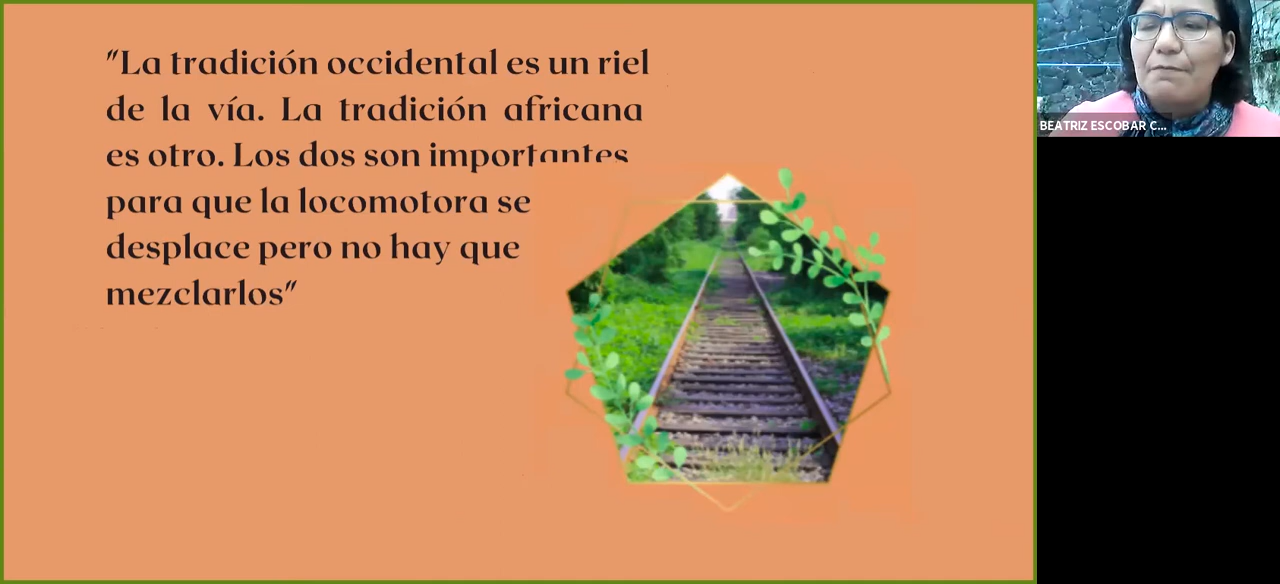 "La tradición occidental es un riel
de la vía. La tradición africana
es otro. Los dos son importantes
para que la locomotora se
desplace pero no hay que
mezclarlos"
BEATRIZ ESCOBAR C...